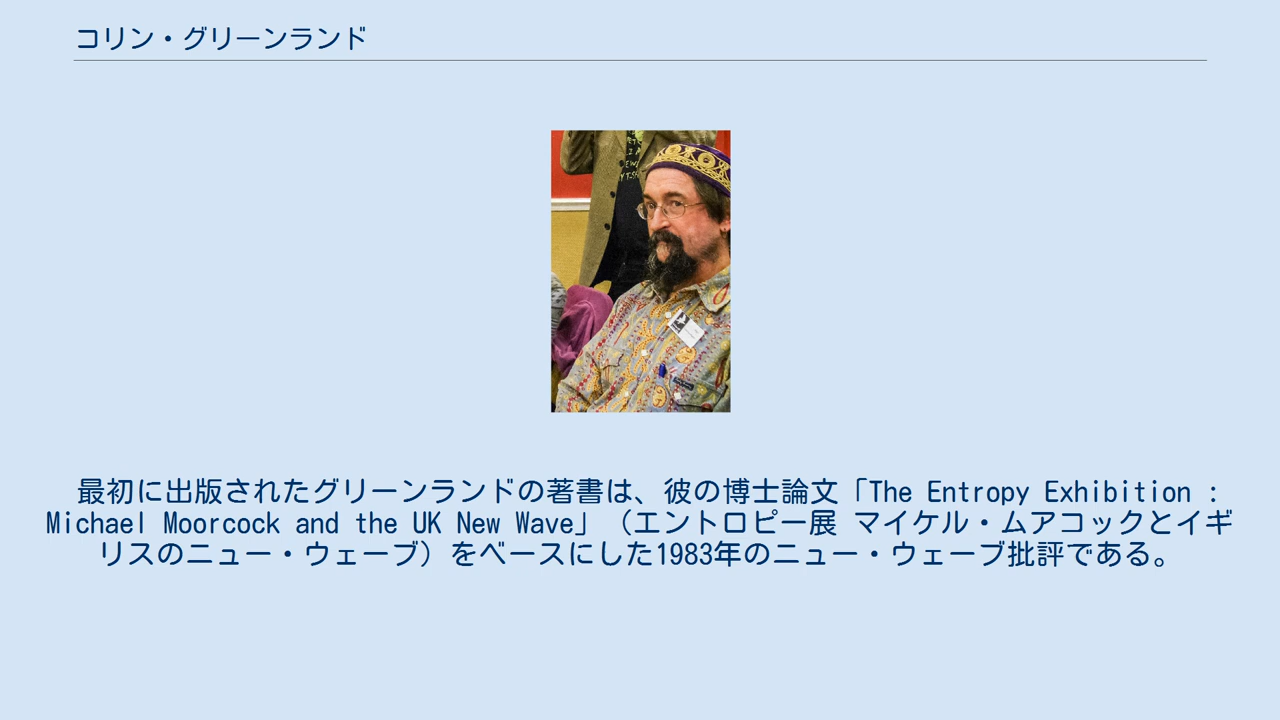 コリン・グリーンランド
最初に出版されたグリーンランドの著書は、彼の博士論文「The Entropy Exhibition :
Michael Moorcock and the UK New Wave」（エントロピー展 マイケル・ムアコックとイギ
リスのニュー・ウェーブ）をベースにした1983年のニュー・ウェーブ批評である。